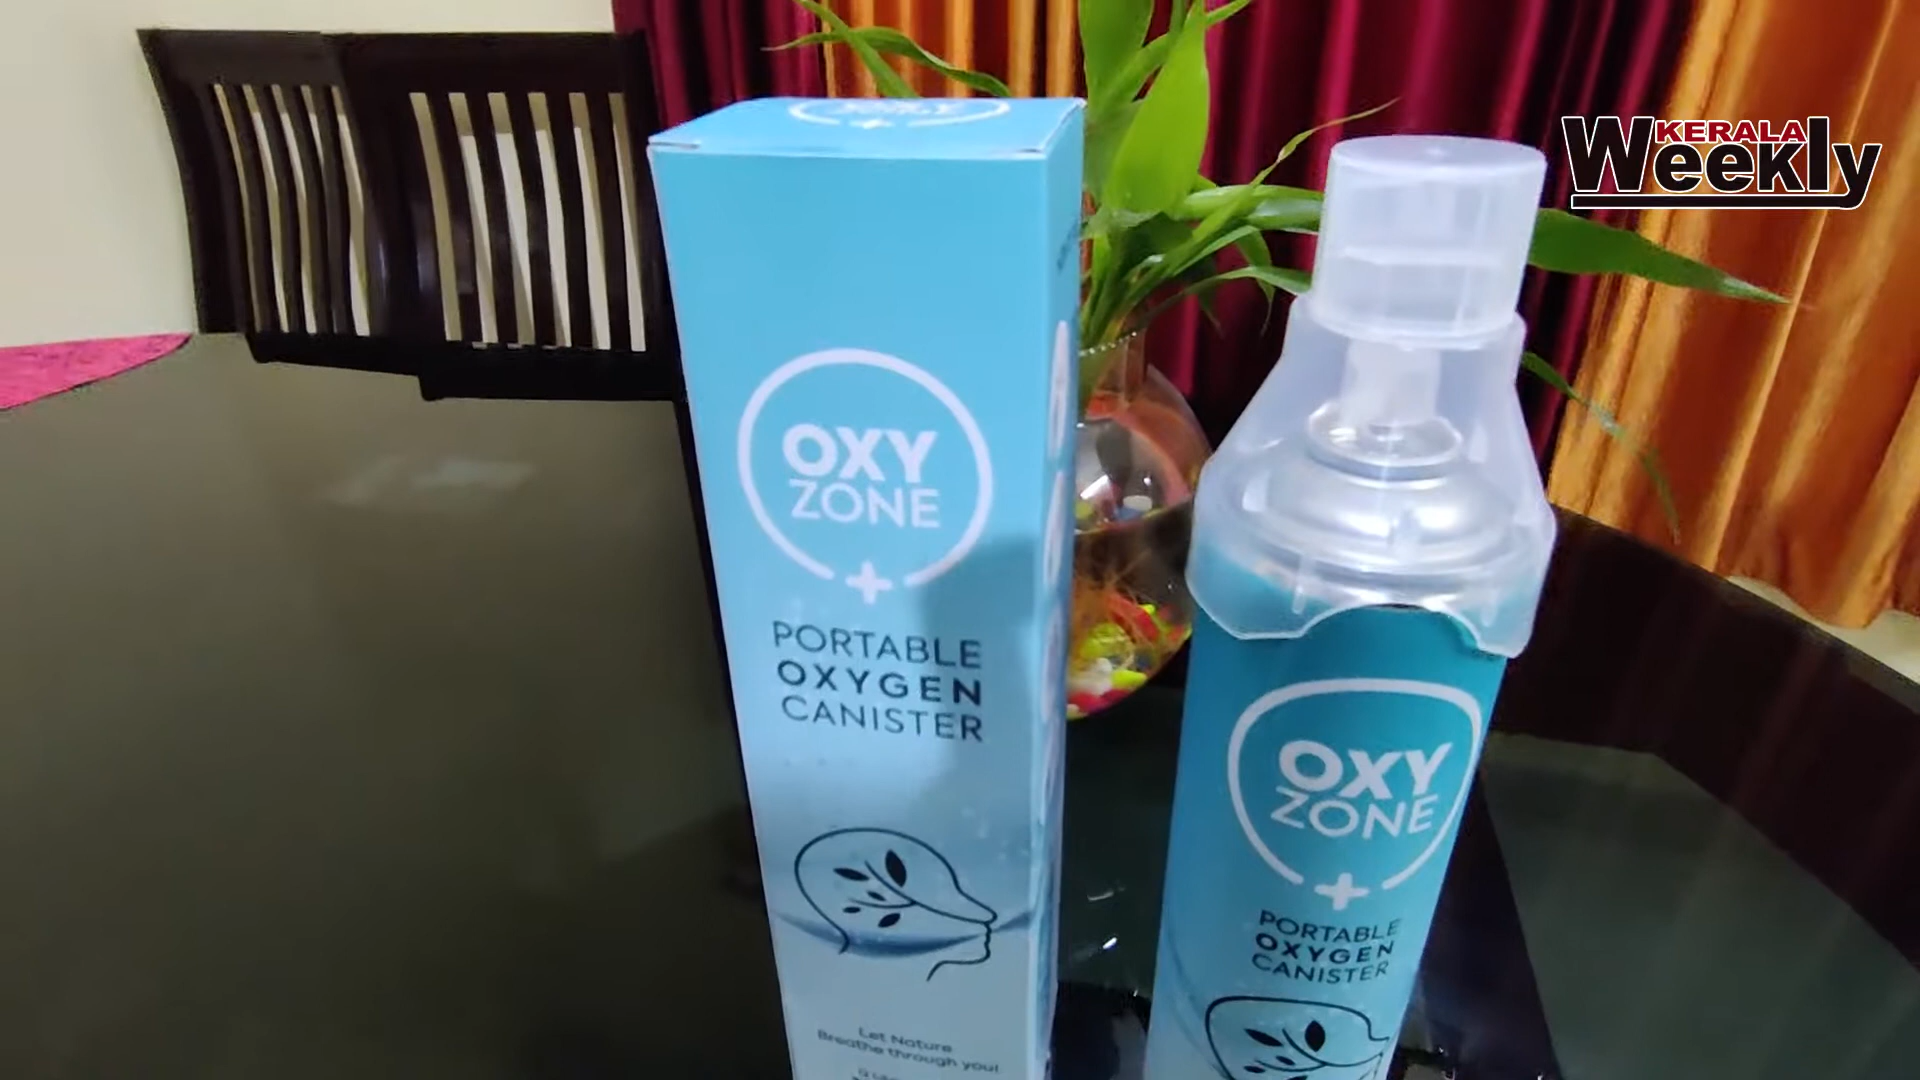 KERALA
Weekly
OXY
ZONE
PORTABLE
OXYGEN
CANISTER
Let Nature
Breathe through you!
OXY
ZONE
PORTABLE
OXYGEN
CANISTER